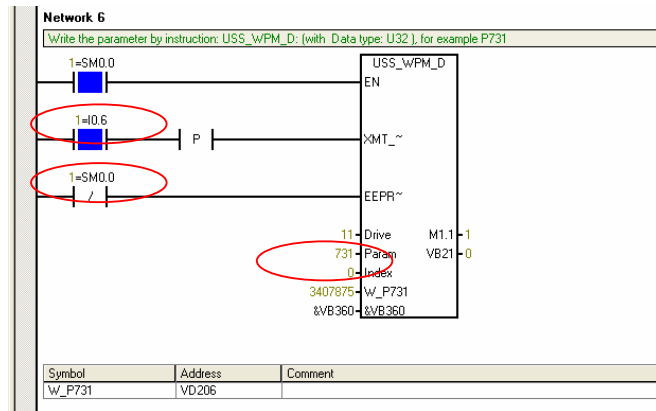 Network 6
Write the parameter by instruction: USS_WPM_D: (with Data type: U32 ), for example P731
1=SM0.0
USS_WPM_D
EN
1=I0.6
P
XMT_~
1=SM0.0
/
EEPR~
11 Drive M1.1 1
731 Param VB21 0
0 Index
3407875 W_P731
&VB360 &VB360
Symbol Address Comment
W_P731 VD206